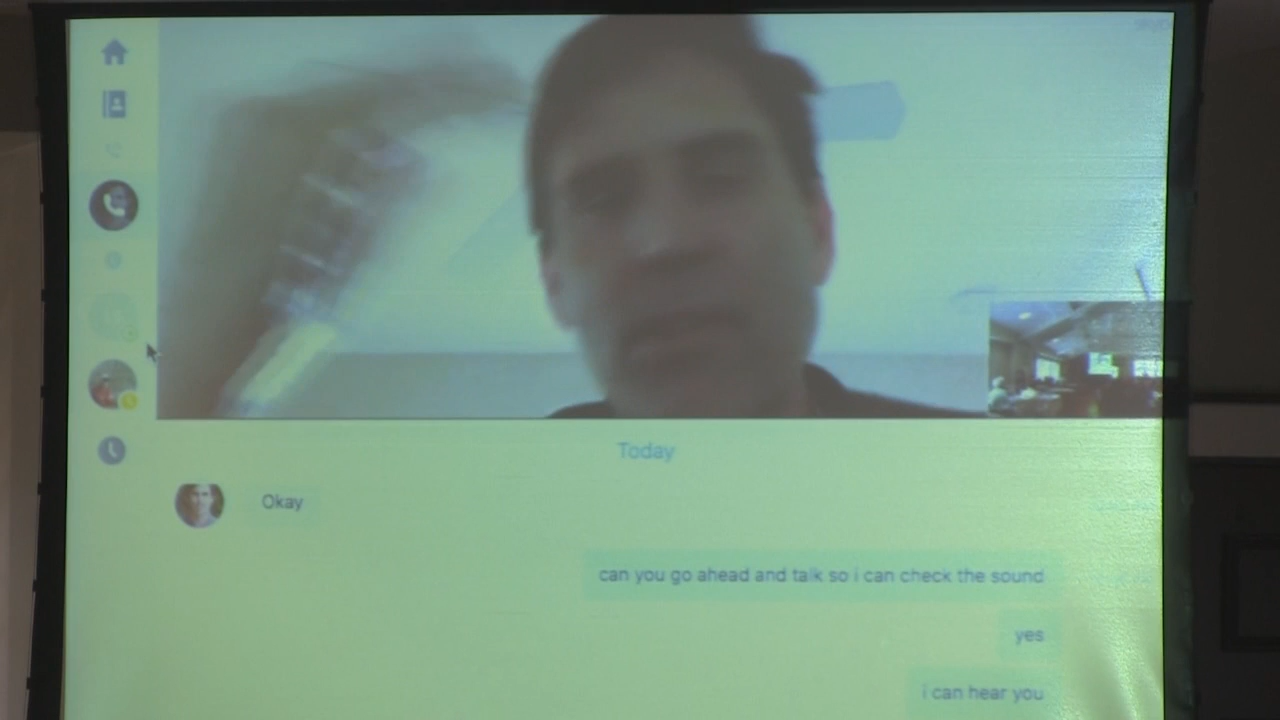 Today
Okay
can you go ahead and talk so i can check the sound
yes
i can hear you